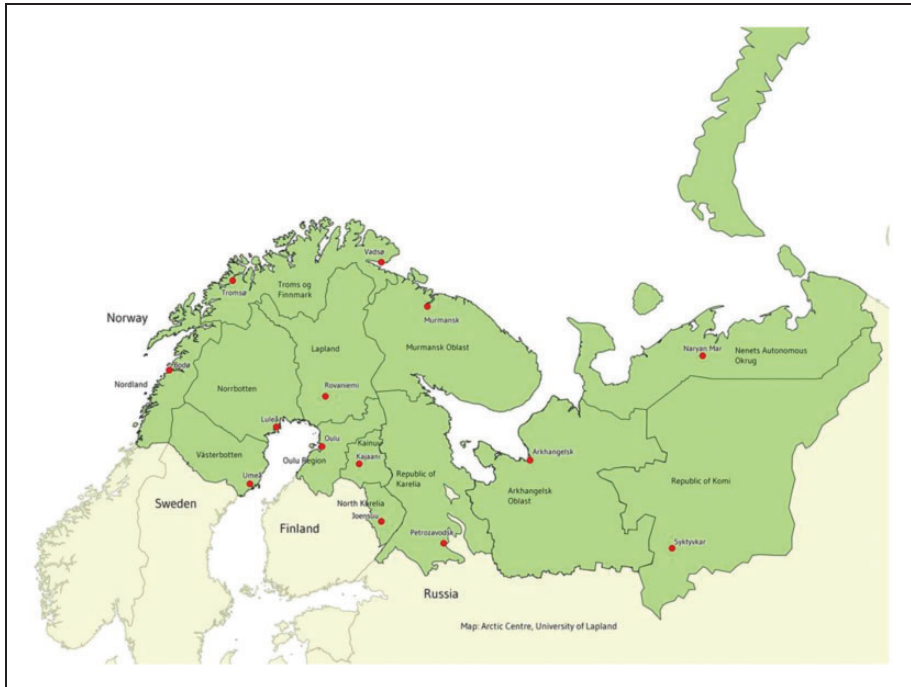 Vadsø
Tromsø
Troms og
Finnmark
Norway
Murmansk
Lapland
Murmansk Oblast
Naryan Mar
Nenets Autonomous
Okrug
Bodø
Nordland
Norrbotten
Rovaniemi
Luleå
Oulu
Kainuu
Västerbotten
Oulu Region
Kajaani
Arkhangelsk
Umeå
Republic of
Karelia
Republic of Komi
Arkhangelsk
Oblast
Sweden
North Karelia
Joensuu
Finland
Petrozavodsk
Syktyvkar
Russia
Map: Arctic Centre, University of Lapland